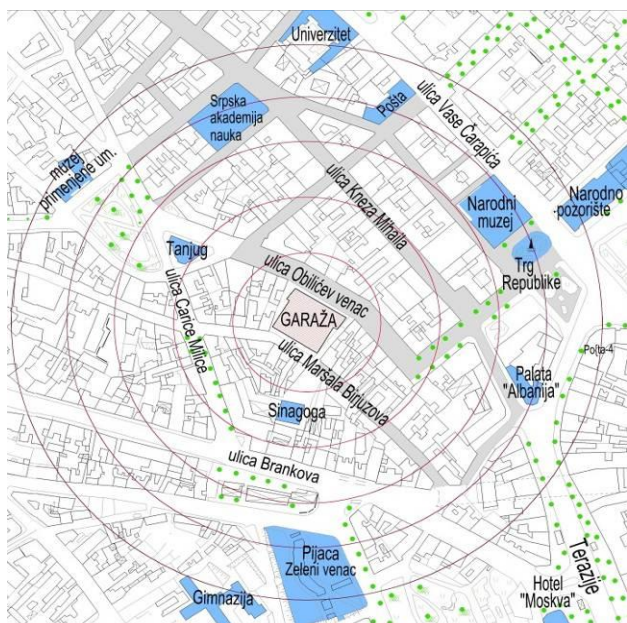 Univerzitet
ulica Vase Čarapića
Srpska
akademija
nauka
Pošta
muzej
primenjene um.
ulica Kneza Mihaila
Narodni
muzej
Narodno
pozorište
Tanjug
Trg
Republike
ulica Obilićev venac
ulica Carice Milice
GARAŽA
ulica Maršala Birjuzova
Pošta-4
Palata
"Albanija"
Sinagoga
ulica Brankova
Pijaca
Zeleni venac
Terazije
Gimnazija
Hotel
"Moskva"